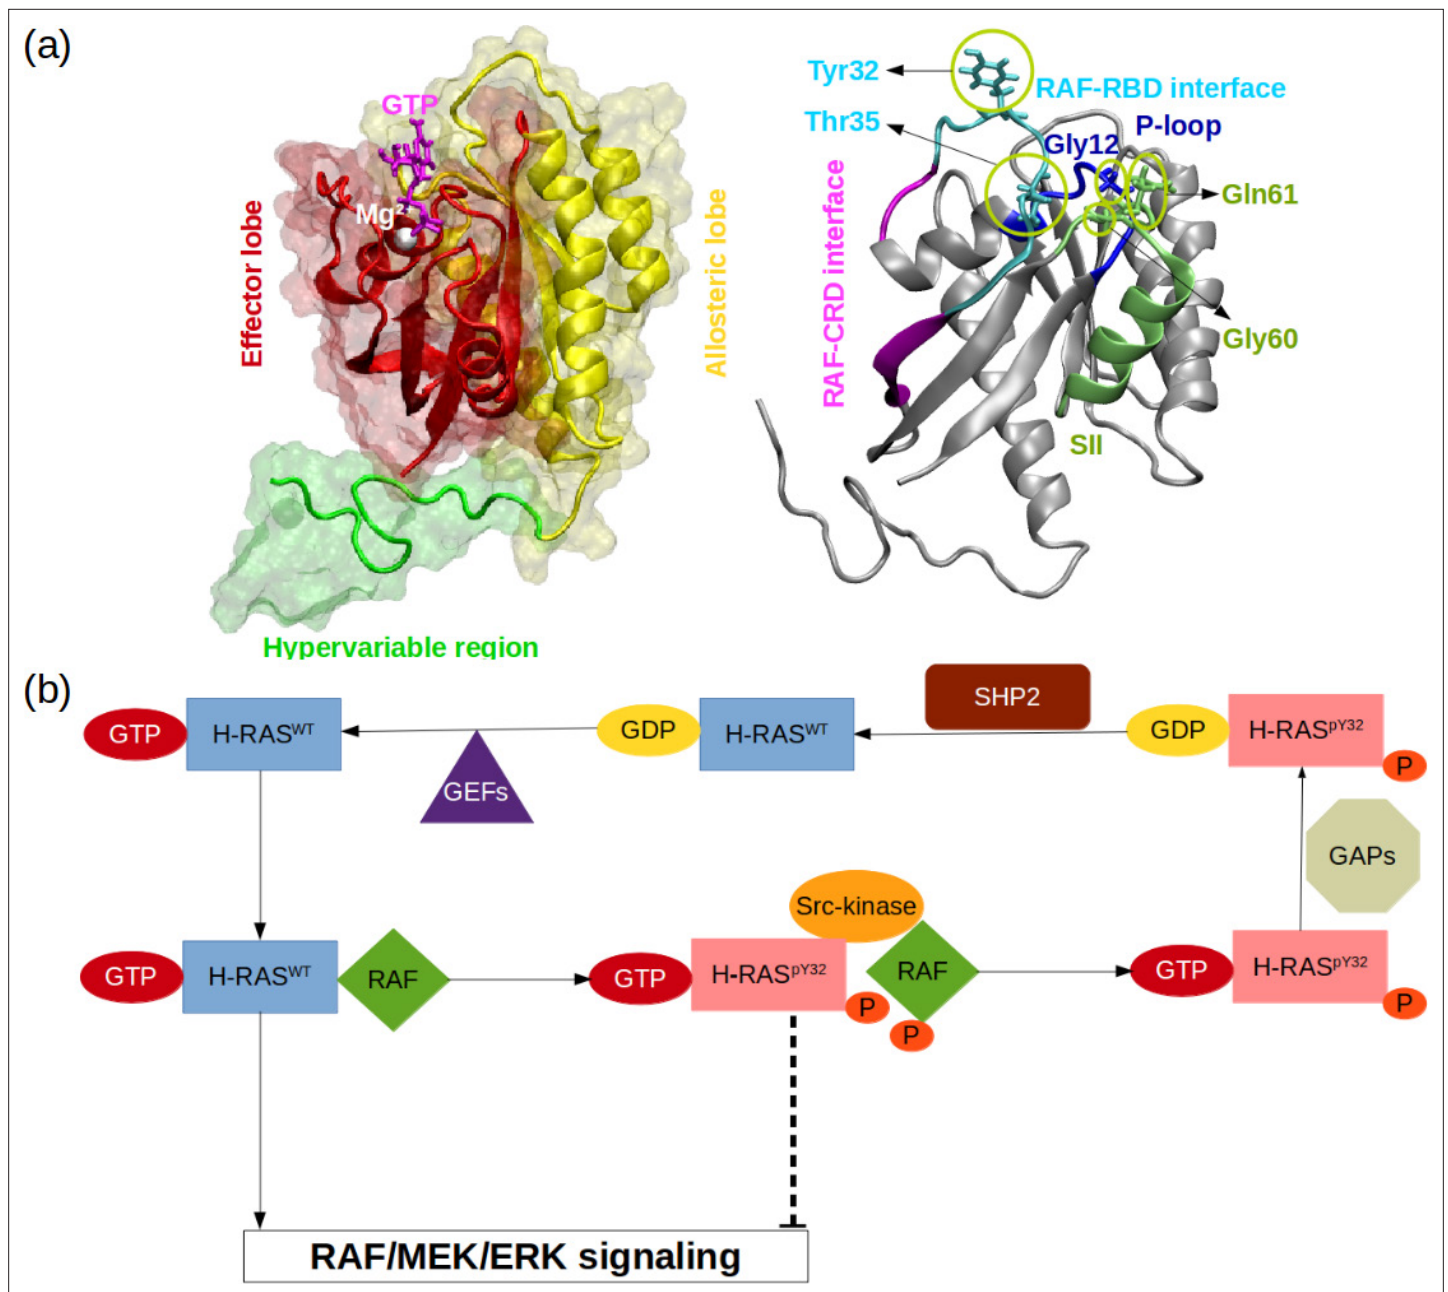 (a)
GTP
Mg²⁺
Effector lobe
Allosteric lobe
Hypervariable region
Tyr32
RAF-RBD interface
Thr35
Gly12
P-loop
Gln61
RAF-CRD interface
Gly60
SII
(b)
GTP
H-RASᵂᵀ
GEFs
GDP
H-RASᵂᵀ
SHP2
GDP
H-RASᵖʸ³²
P
GAPs
GTP
H-RASᵂᵀ
RAF
GTP
H-RASᵖʸ³²
P
Src-kinase
RAF
P
GTP
H-RASᵖʸ³²
P
RAF/MEK/ERK signaling